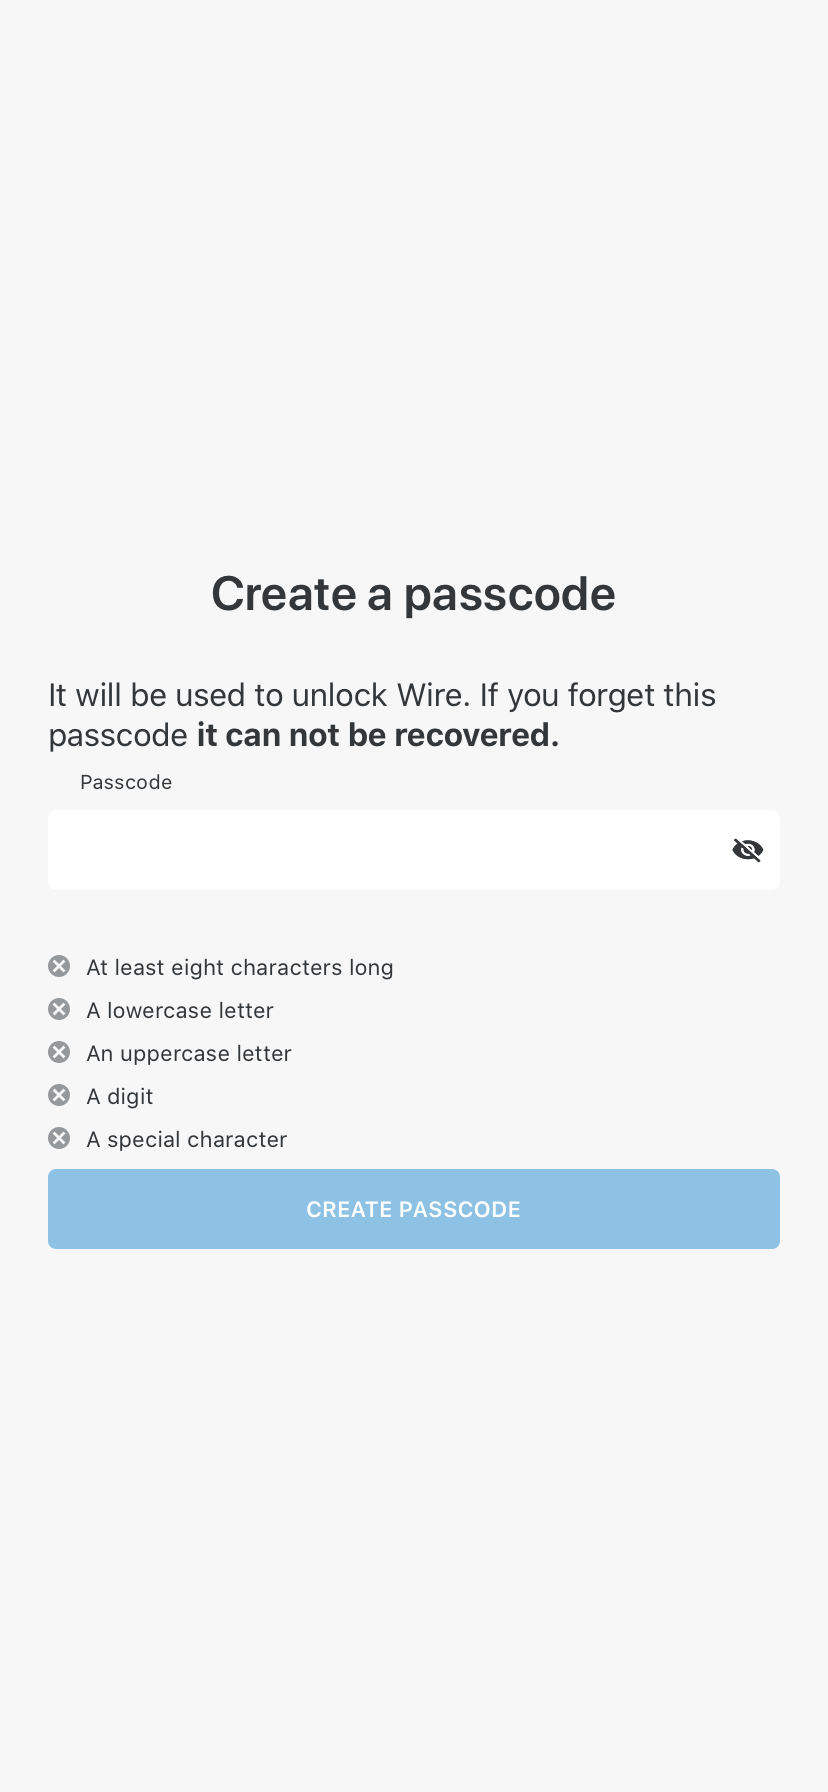 Create a passcode
It will be used to unlock Wire. If you forget this
passcode it can not be recovered.
Passcode
At least eight characters long
A lowercase letter
An uppercase letter
A digit
A special character
CREATE PASSCODE